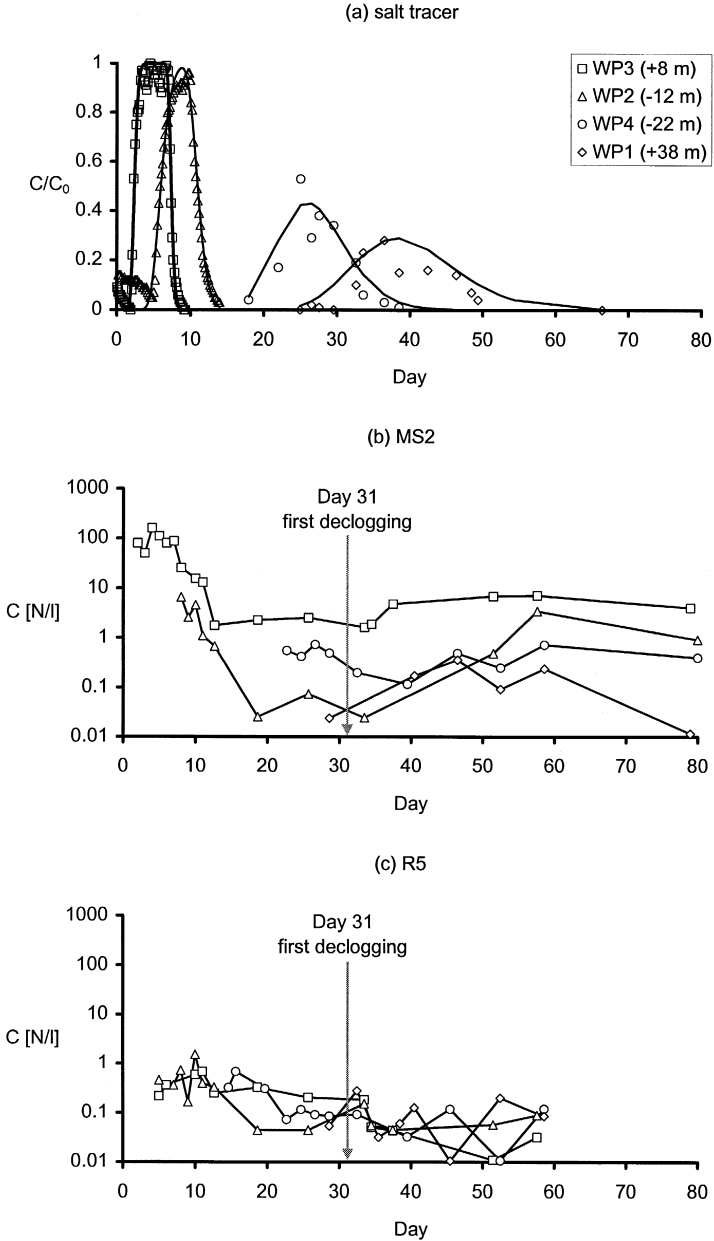 (a) salt tracer
WP3 (+8 m)
WP2 (-12 m)
WP4 (-22 m)
WP1 (+38 m)
C/C0
1
0.8
0.6
0.4
0.2
0
0 10 20 30 40 50 60 70 80
Day
(b) MS2
Day 31
first declogging
C [N/l]
1000
100
10
1
0.1
0.01
0 10 20 30 40 50 60 70 80
Day
(c) R5
Day 31
first declogging
C [N/l]
1000
100
10
1
0.1
0.01
0 10 20 30 40 50 60 70 80
Day